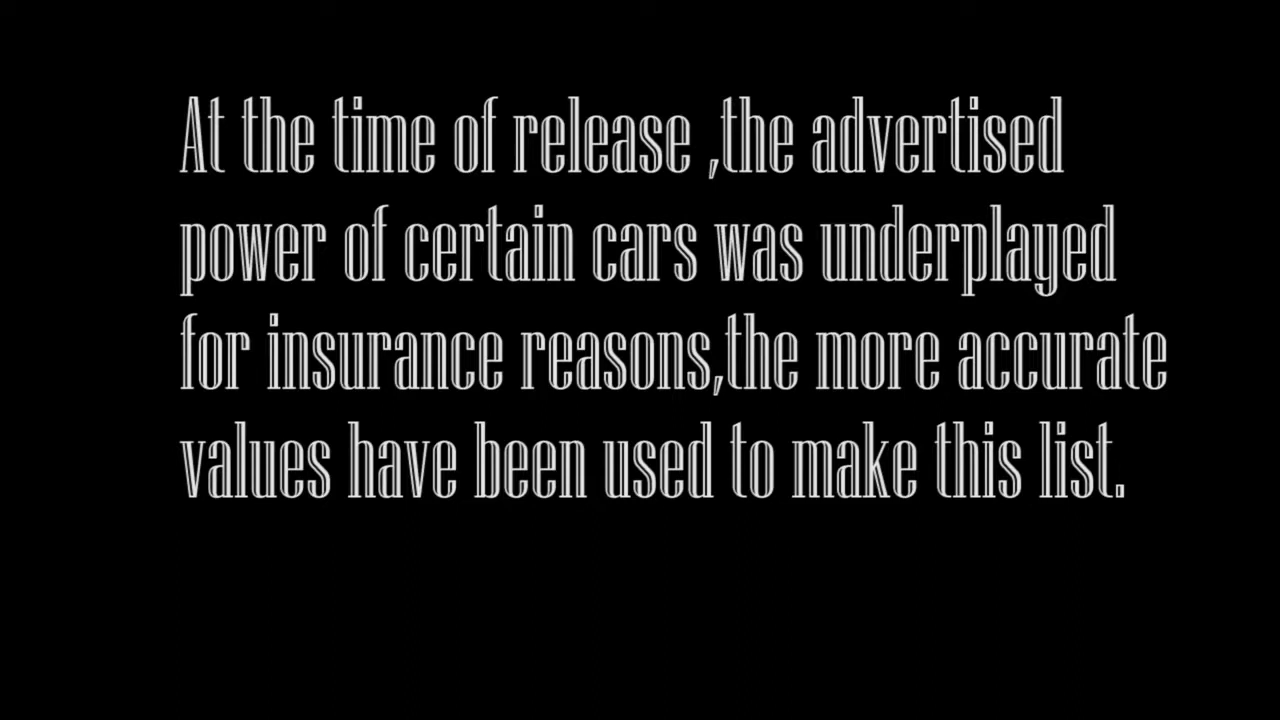 At the time of release ,the advertised
power of certain cars was underplayed
for insurance reasons,the more accurate
values have been used to make this list.